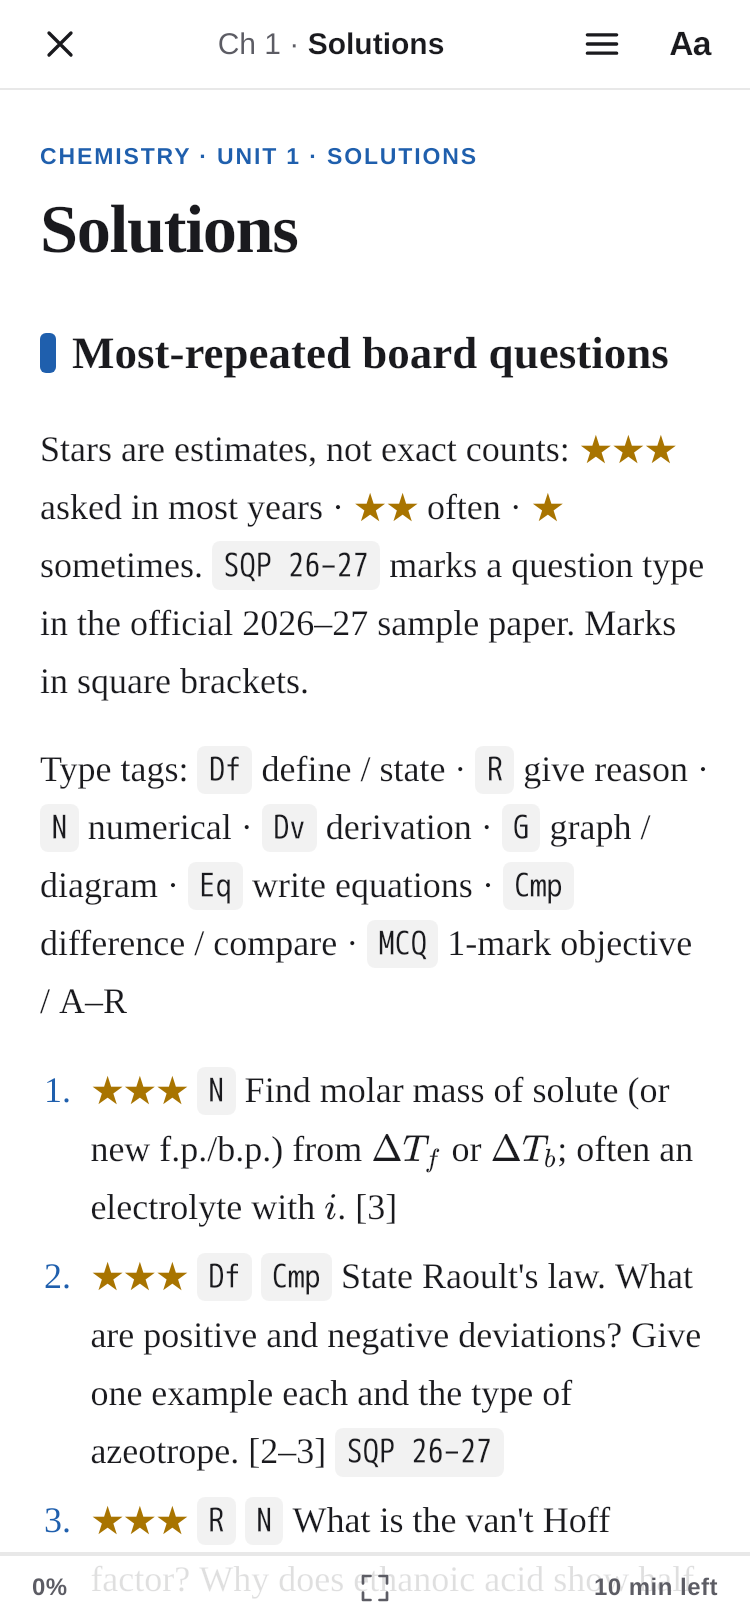 Ch 1 · Solutions
Aa
CHEMISTRY · UNIT 1 · SOLUTIONS
Solutions
Most-repeated board questions
Stars are estimates, not exact counts: ★★★
asked in most years · ★★ often · ★
sometimes. SQP 26–27 marks a question type
in the official 2026–27 sample paper. Marks
in square brackets.
Type tags: Df define / state · R give reason ·
N numerical · Dv derivation · G graph /
diagram · Eq write equations · Cmp
difference / compare · MCQ 1-mark objective
/ A–R
1. ★★★ N Find molar mass of solute (or
new f.p./b.p.) from ΔT_f or ΔT_b; often an
electrolyte with i. [3]
2. ★★★ Df Cmp State Raoult's law. What
are positive and negative deviations? Give
one example each and the type of
azeotrope. [2–3] SQP 26–27
3. ★★★ R N What is the van't Hoff
factor? Why does ethanoic acid show half
0%
10 min left